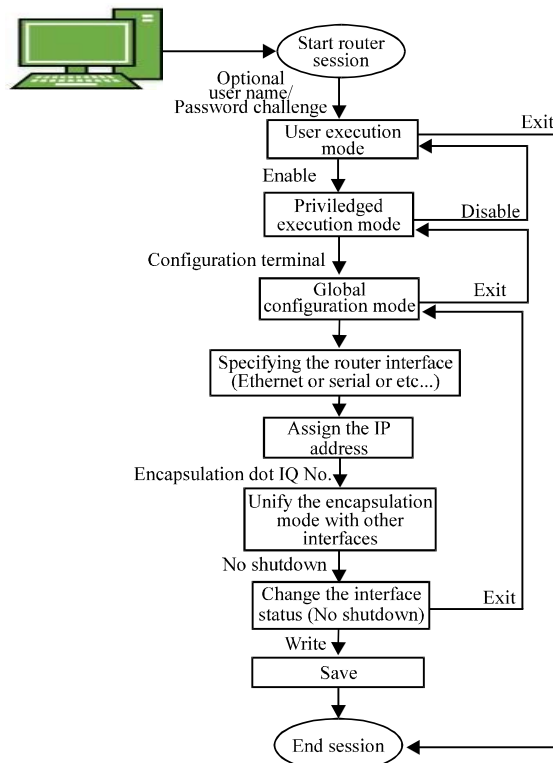 Start router
session
Optional
user name/
Password challenge
User execution
mode
Exit
Enable
Priviledged
execution mode
Disable
Configuration terminal
Global
configuration mode
Exit
Specifying the router interface
(Ethernet or serial or etc...)
Assign the IP
address
Encapsulation dot IQ No.
Unify the encapsulation
mode with other
interfaces
No shutdown
Change the interface
status (No shutdown)
Exit
Write
Save
End session